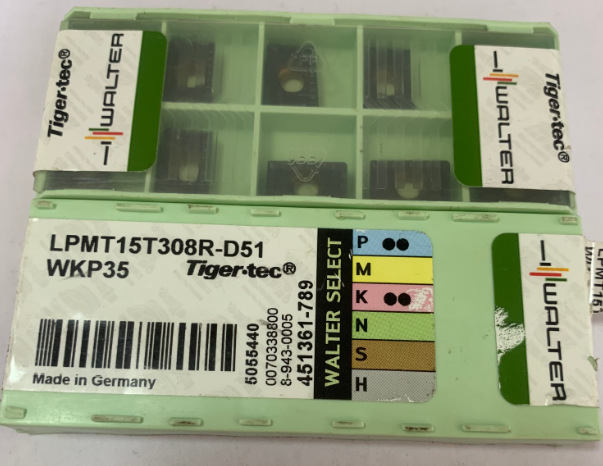 Tiger·tec®
WALTER
WALTER
Tiger·tec®
LPMT15T308R-D51
WKP35
Tiger·tec®
Made in Germany
5055440
0070338800
8-943-0005
451361-789
WALTER SELECT
P
M
K
N
S
H
WALTER